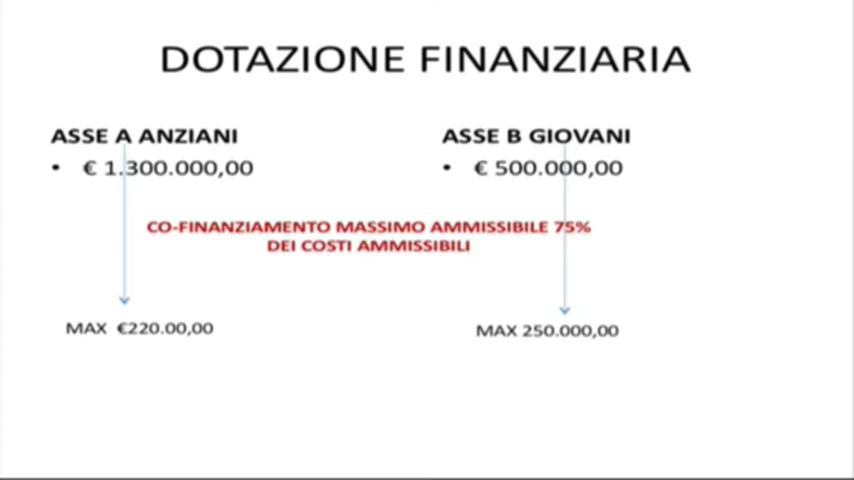 DOTAZIONE FINANZIARIA
ASSE A ANZIANI
• € 1.300.000,00
ASSE B GIOVANI
• € 500.000,00
CO-FINANZIAMENTO MASSIMO AMMISSIBILE 75%
DEI COSTI AMMISSIBILI
MAX €220.00,00
MAX 250.000,00